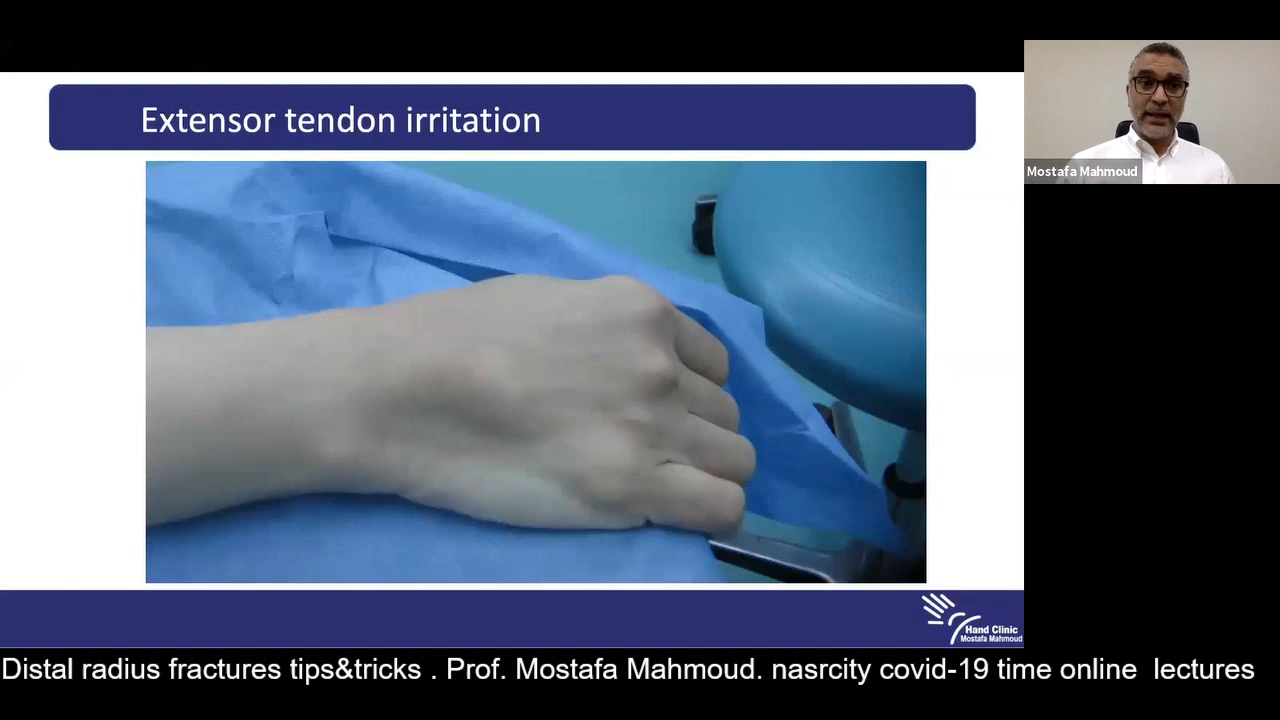 Extensor tendon irritation
Mostafa Mahmoud
Hand Clinic
Mostafa Mahmoud
Distal radius fractures tips&tricks . Prof. Mostafa Mahmoud. nasrcity covid-19 time online  lectures